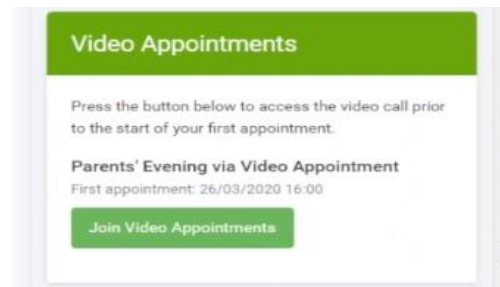 Video Appointments
Press the button below to access the video call prior
to the start of your first appointment.
Parents' Evening via Video Appointment
First appointment: 26/03/2020 16:00
Join Video Appointments